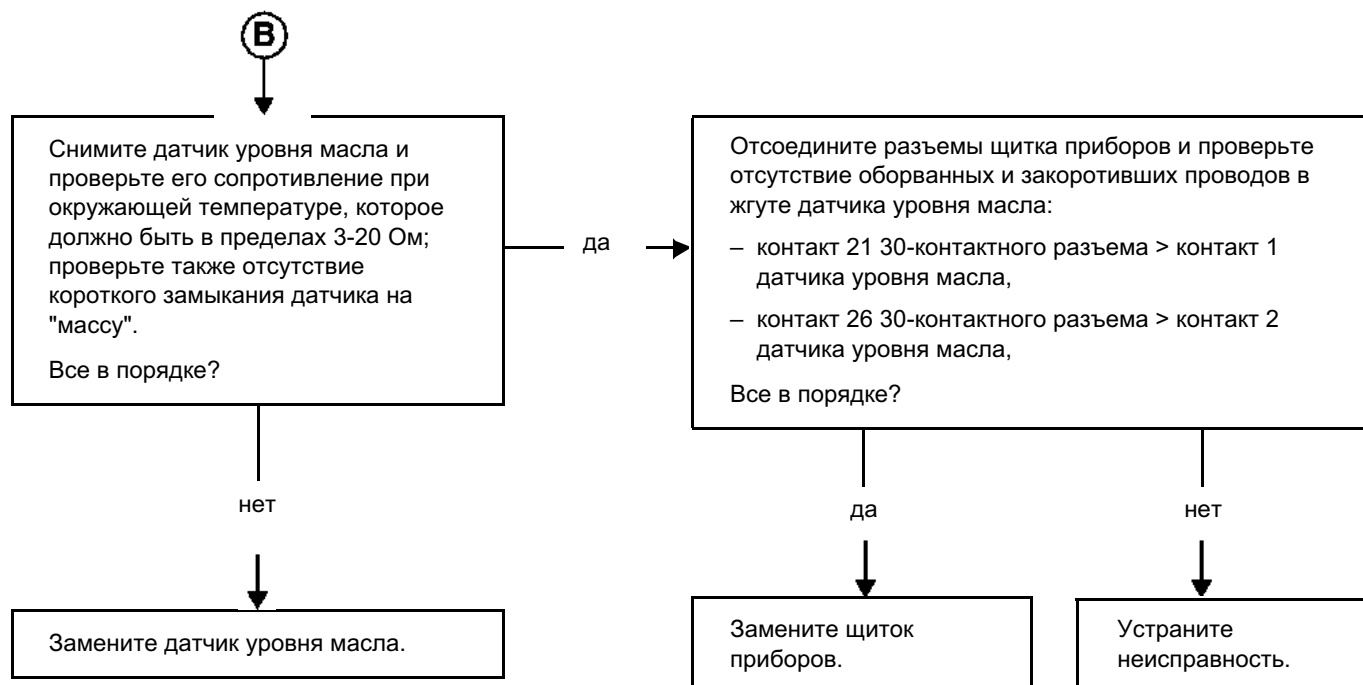 B
Снимите датчик уровня масла и
проверьте его сопротивление при
окружающей температуре, которое
должно быть в пределах 3-20 Ом;
проверьте также отсутствие
короткого замыкания датчика на
"массу".
Все в порядке?
да
Отсоедините разъемы щитка приборов и проверьте
отсутствие оборванных и закоротивших проводов в
жгуте датчика уровня масла:
– контакт 21 30-контактного разъема > контакт 1
датчика уровня масла,
– контакт 26 30-контактного разъема > контакт 2
датчика уровня масла,
Все в порядке?
нет
да
нет
Замените датчик уровня масла.
Замените щиток
приборов.
Устраните
неисправность.